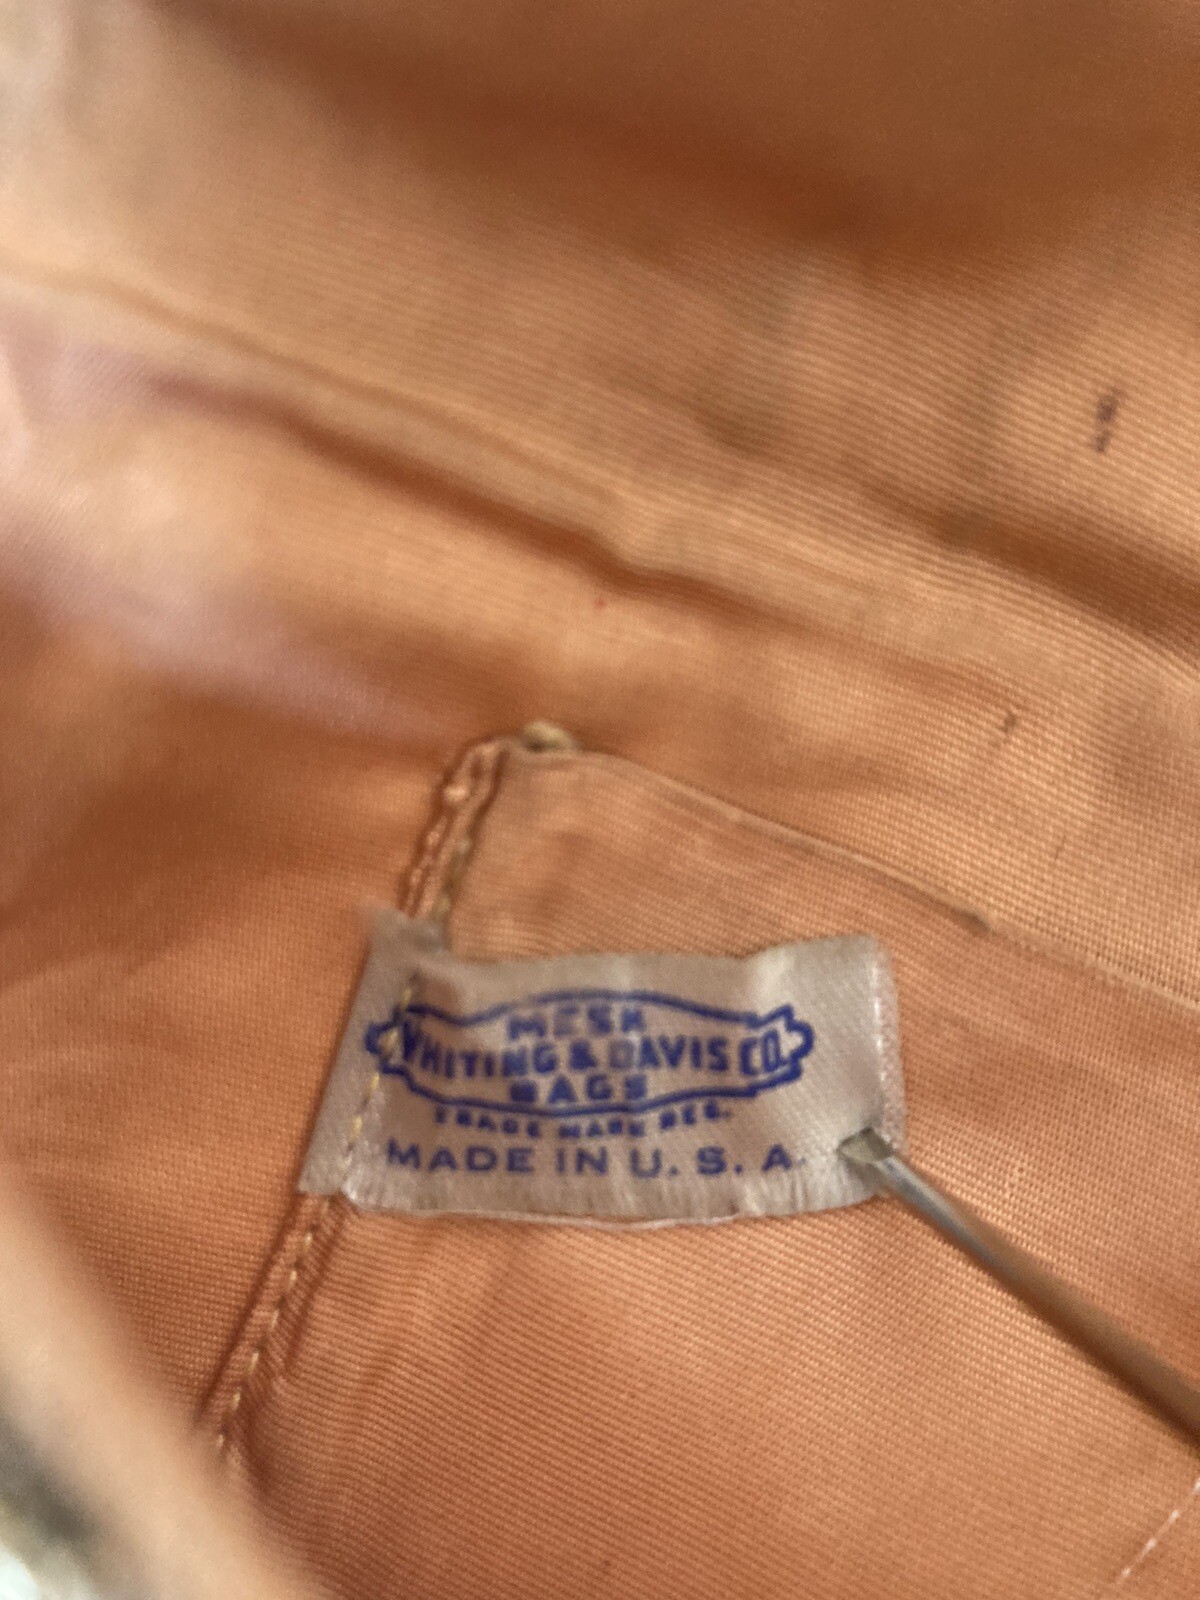 MESH
WHITING & DAVIS CO.
BAGS
TRADE MARK REG.
MADE IN U.S.A.